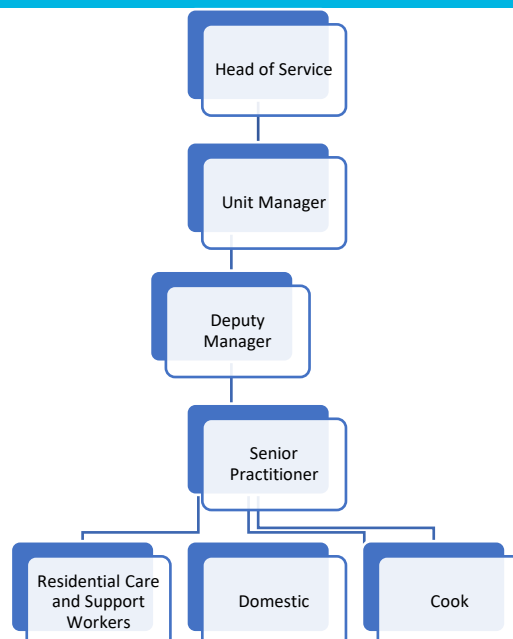 Head of Service
Unit Manager
Deputy
Manager
Senior
Practitioner
Residential Care
and Support
Workers
Domestic
Cook